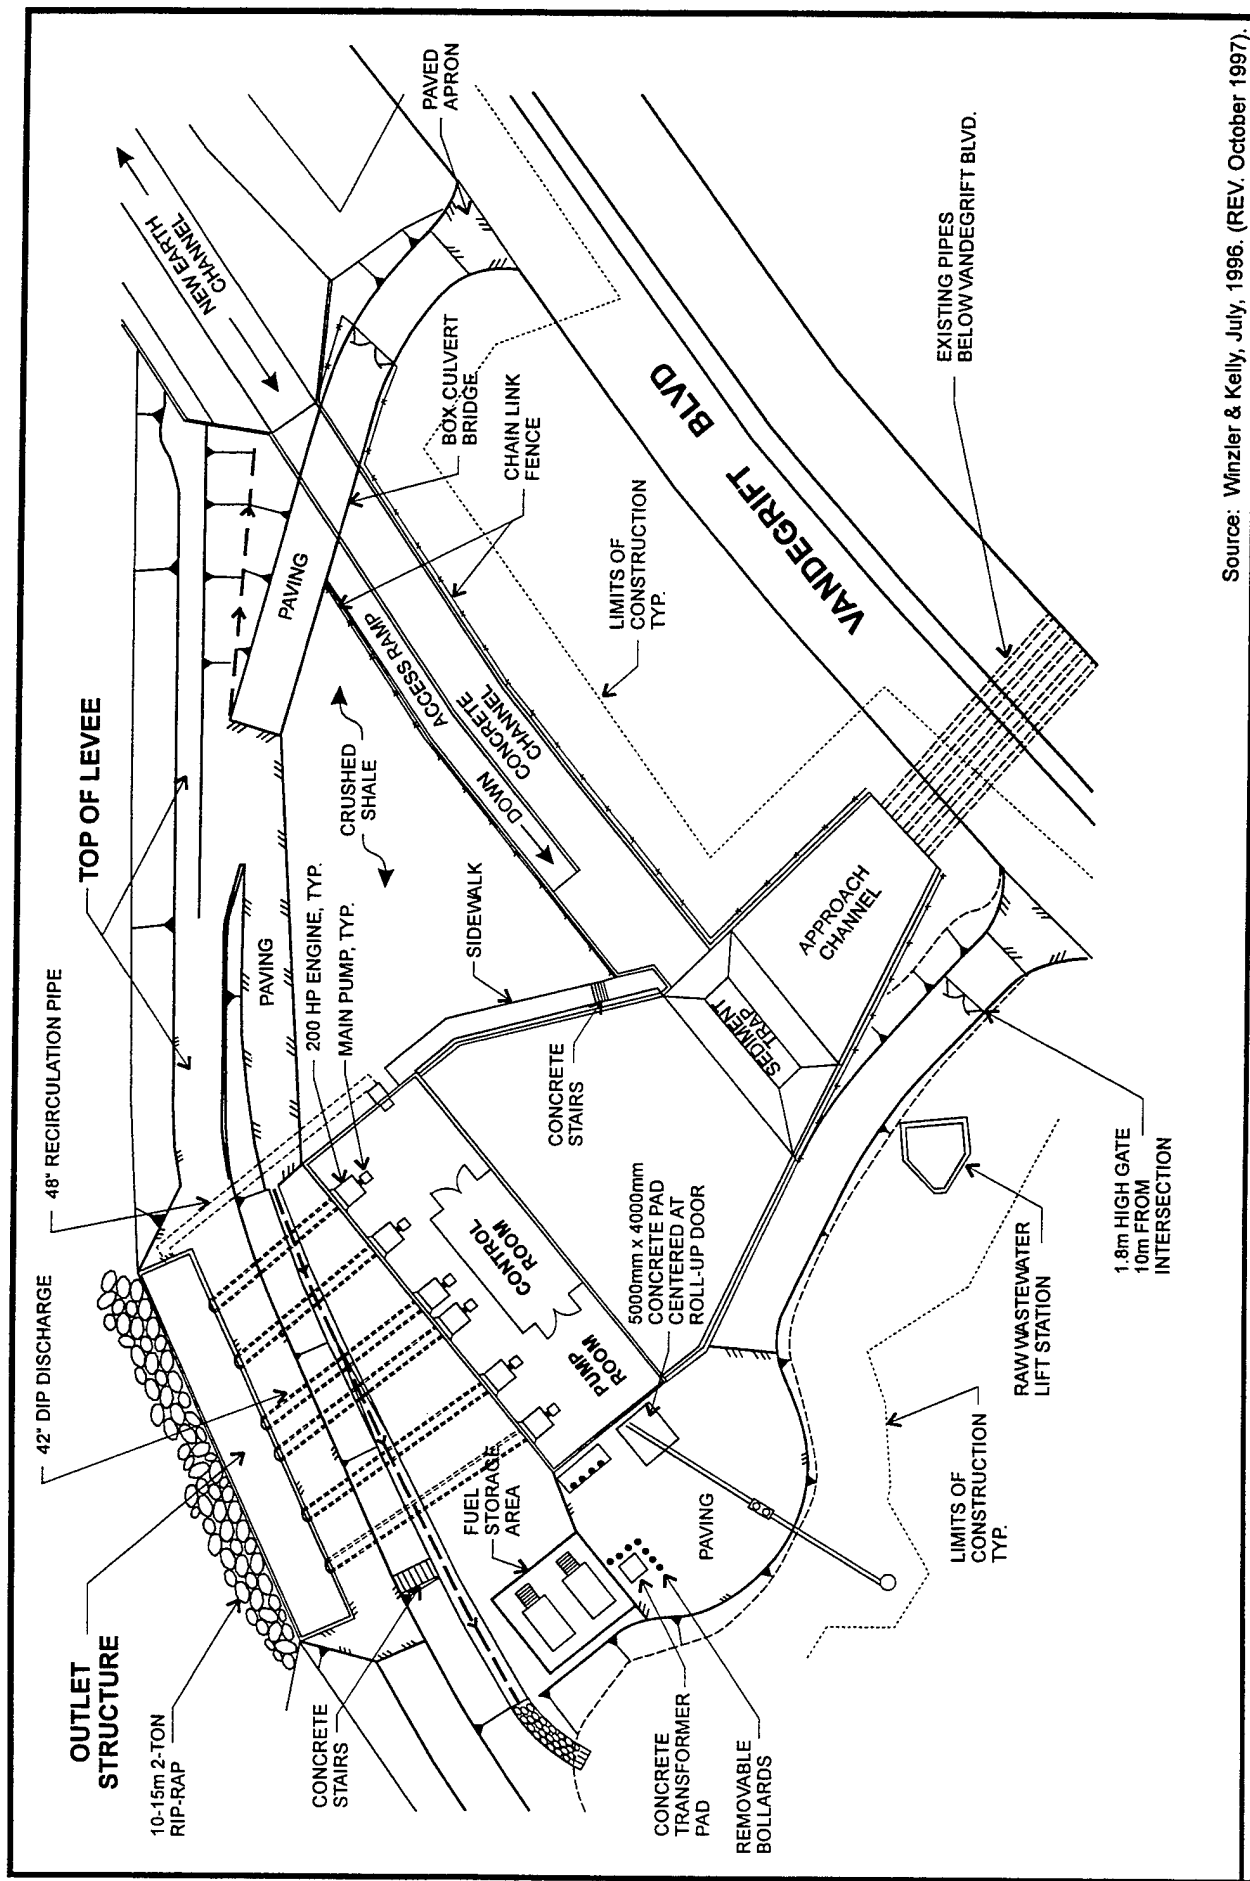 OUTLET
STRUCTURE
10-15m 2-TON
RIP-RAP
42" DIP DISCHARGE
48" RECIRCULATION PIPE
TOP OF LEVEE
NEW EARTH
CHANNEL
PAVED
APRON
CONCRETE
STAIRS
PAVING
200 HP ENGINE, TYP.
MAIN PUMP, TYP.
CRUSHED
SHALE
PAVING
BOX CULVERT
BRIDGE
CHAIN LINK
FENCE
ACCESS RAMP
CONCRETE
CHANNEL
DOWN
SIDEWALK
FUEL
STORAGE
AREA
CONTROL
ROOM
PUMP
ROOM
CONCRETE
STAIRS
SEDIMENT
TRAP
APPROACH
CHANNEL
LIMITS OF
CONSTRUCTION
TYP.
VANDEGRIFT BLVD
5000mm x 4000mm
CONCRETE PAD
CENTERED AT
ROLL-UP DOOR
PAVING
CONCRETE
TRANSFORMER
PAD
REMOVABLE
BOLLARDS
LIMITS OF
CONSTRUCTION
TYP.
RAW WASTEWATER
LIFT STATION
1.8m HIGH GATE
10m FROM
INTERSECTION
EXISTING PIPES
BELOW VANDEGRIFT BLVD.
Source: Winzler & Kelly, July, 1996. (REV. October 1997).